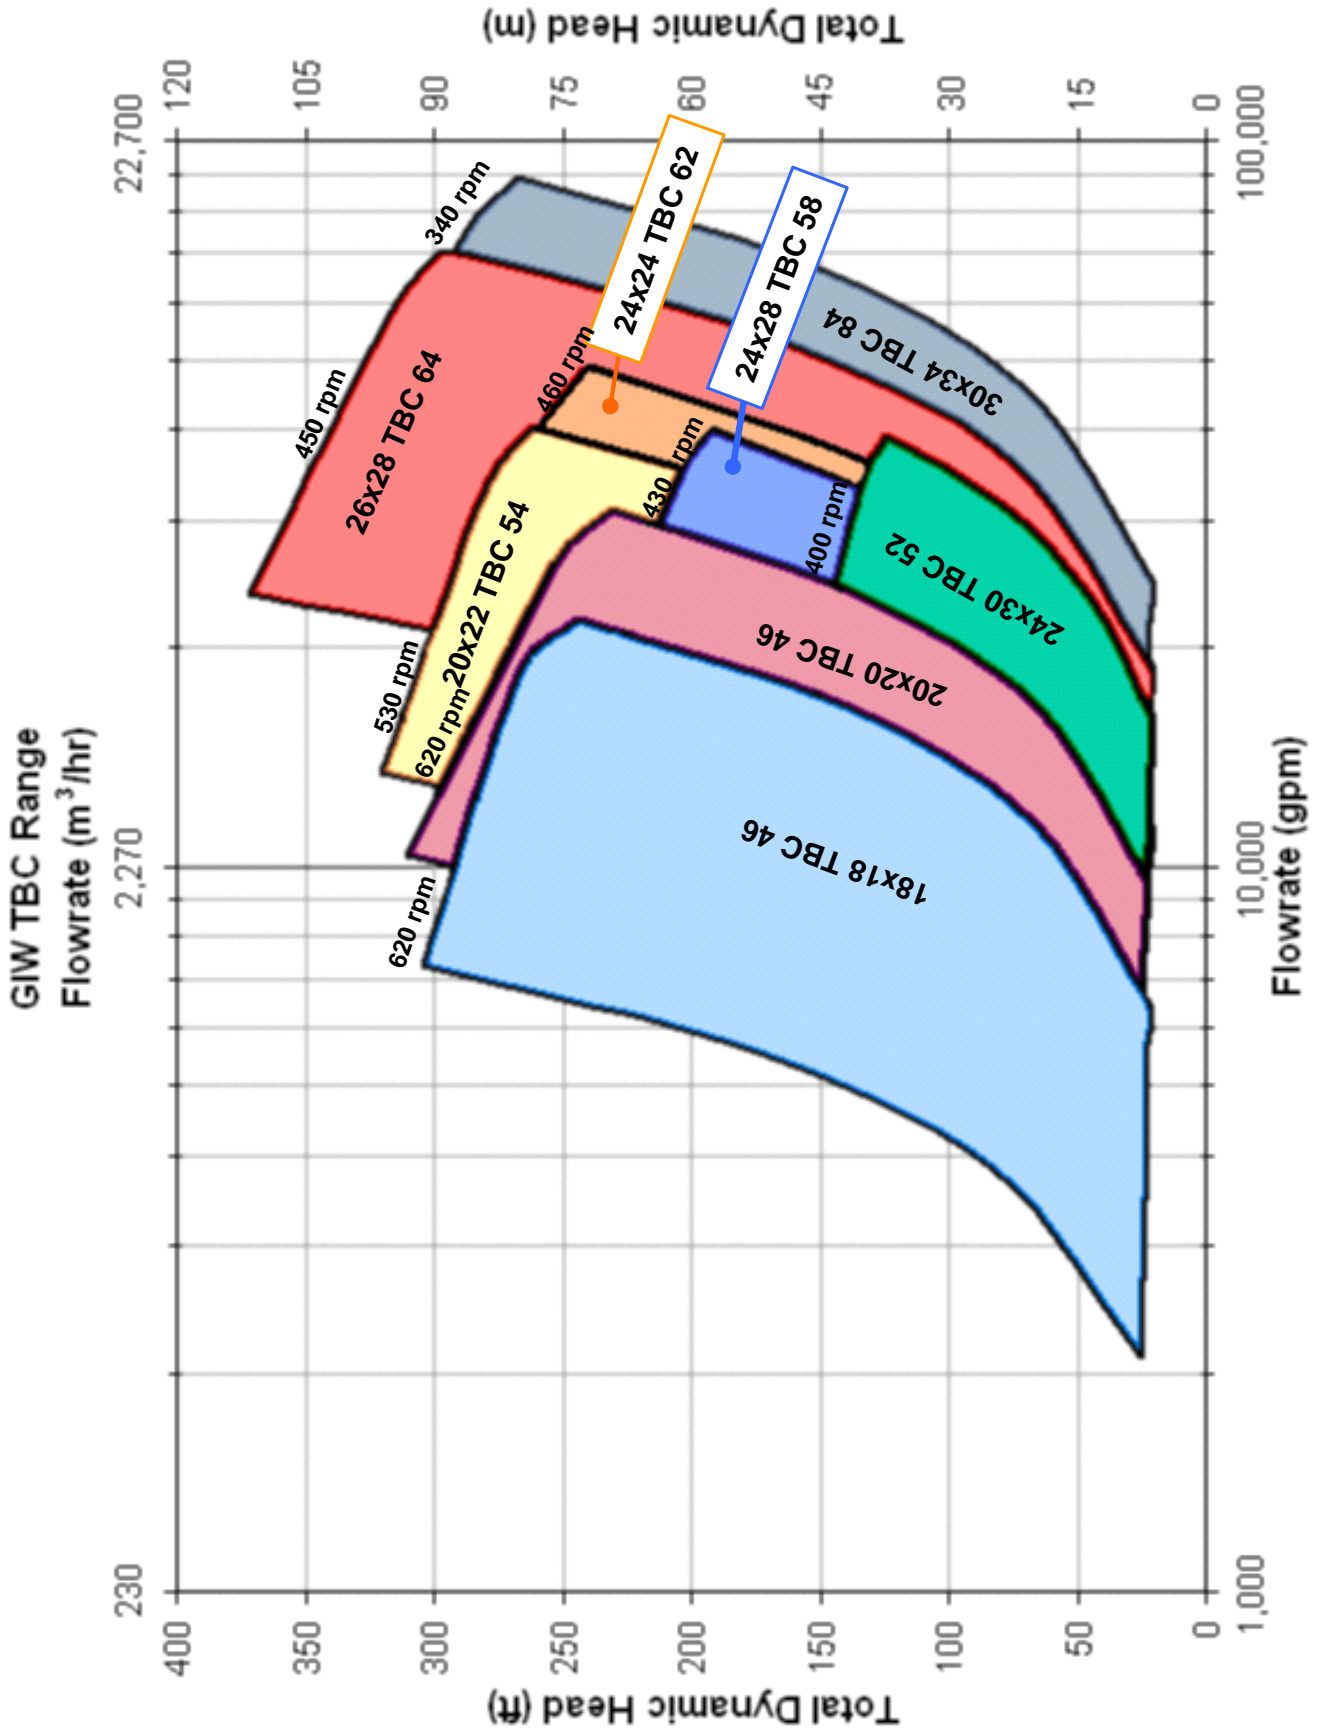 GIW TBC Range
Flowrate (m³/hr)
230
2,270
22,700
Total Dynamic Head (ft)
400
350
300
250
200
150
100
50
0
Total Dynamic Head (m)
120
105
90
75
60
45
30
15
0
620 rpm
530 rpm
620 rpm
450 rpm
340 rpm
460 rpm
430 rpm
400 rpm
26x28 TBC 64
20x22 TBC 54
24x24 TBC 62
24x28 TBC 58
30x34 TBC 84
24x30 TBC 52
20x20 TBC 46
18x18 TBC 46
1,000
10,000
100,000
Flowrate (gpm)